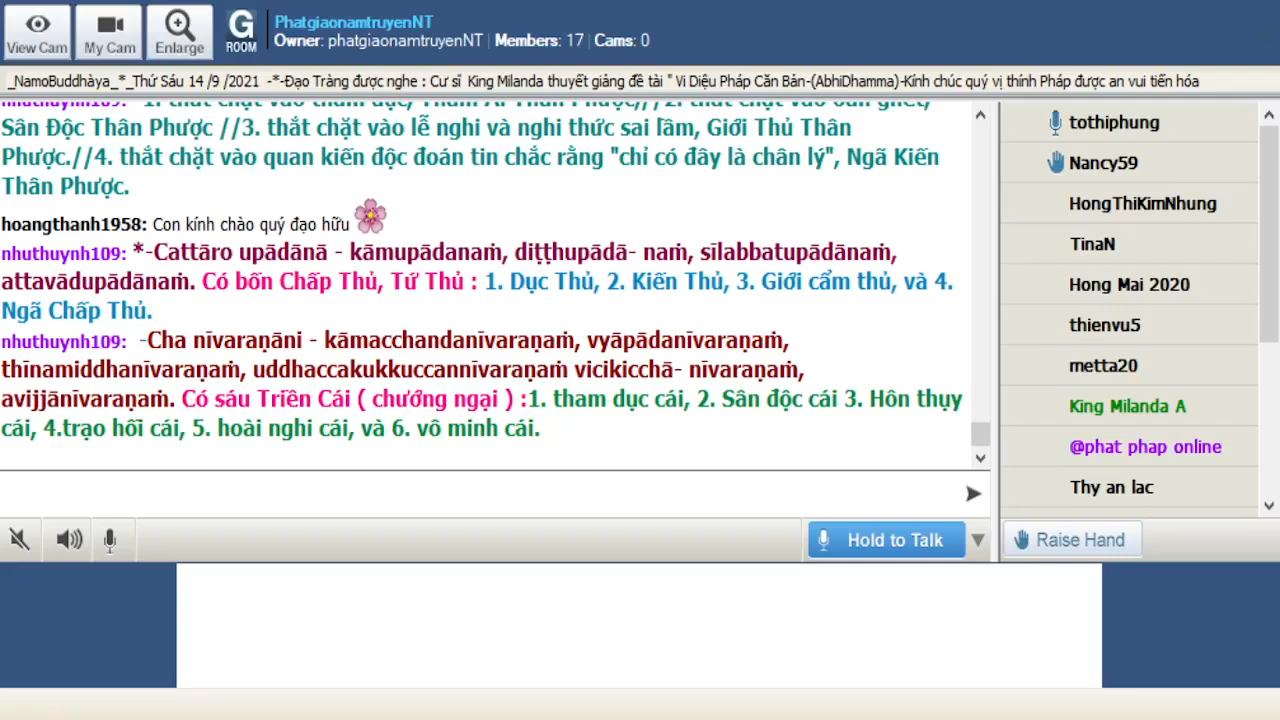 View Cam
My Cam
Enlarge
G
ROOM
PhatgiaonamtruyenNT
Owner: phatgiaonamtruyenNT | Members: 17 | Cams: 0
_NamoBuddhàya_*_Thứ Sáu 14 /9 /2021 -*-Đạo Tràng được nghe : Cư sĩ King Milanda thuyết giảng đề tài " Vi Diệu Pháp Căn Bản-(AbhiDhamma)-Kính chúc quý vị thính Pháp được an vui tiến hóa
Sân Độc Thân Phược //3. thắt chặt vào lễ nghi và nghi thức sai lầm, Giới Thủ Thân
Phược.//4. thắt chặt vào quan kiến độc đoán tin chắc rằng "chỉ có đây là chân lý", Ngã Kiến
Thân Phược.
hoangthanh1958: Con kính chào quý đạo hữu
nhuthuynh109: *-Cattāro upādānā - kāmupādanaṁ, diṭṭhupādā- naṁ, sīlabbatupādānaṁ,
attavādupādānaṁ. Có bốn Chấp Thủ, Tứ Thủ : 1. Dục Thủ, 2. Kiến Thủ, 3. Giới cẩm thủ, và 4.
Ngã Chấp Thủ.
nhuthuynh109: -Cha nīvaraṇāni - kāmacchandanīvaraṇaṁ, vyāpādanīvaraṇaṁ,
thīnamiddhanīvaraṇaṁ, uddhaccakukkuccannīvaraṇaṁ vicikicchā- nīvaraṇaṁ,
avijjānīvaraṇaṁ. Có sáu Triền Cái ( chướng ngại ) :1. tham dục cái, 2. Sân độc cái 3. Hôn thụy
cái, 4.trạo hối cái, 5. hoài nghi cái, và 6. vô minh cái.
Hold to Talk
tothiphung
Nancy59
HongThiKimNhung
TinaN
Hong Mai 2020
thienvu5
metta20
King Milanda A
@phat phap online
Thy an lac
Raise Hand